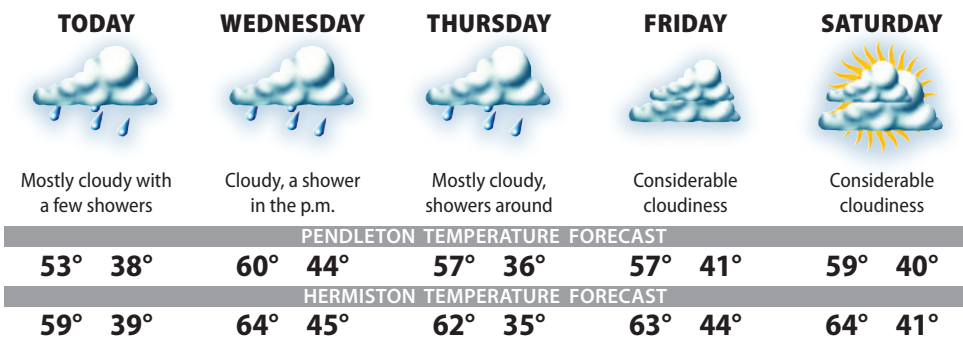 TODAY WEDNESDAY THURSDAY FRIDAY SATURDAY
Mostly cloudy with a few showers
Cloudy, a shower in the p.m.
Mostly cloudy, showers around
Considerable cloudiness
Considerable cloudiness
PENDLETON TEMPERATURE FORECAST
53° 38° 60° 44° 57° 36° 57° 41° 59° 40°
HERMISTON TEMPERATURE FORECAST
59° 39° 64° 45° 62° 35° 63° 44° 64° 41°